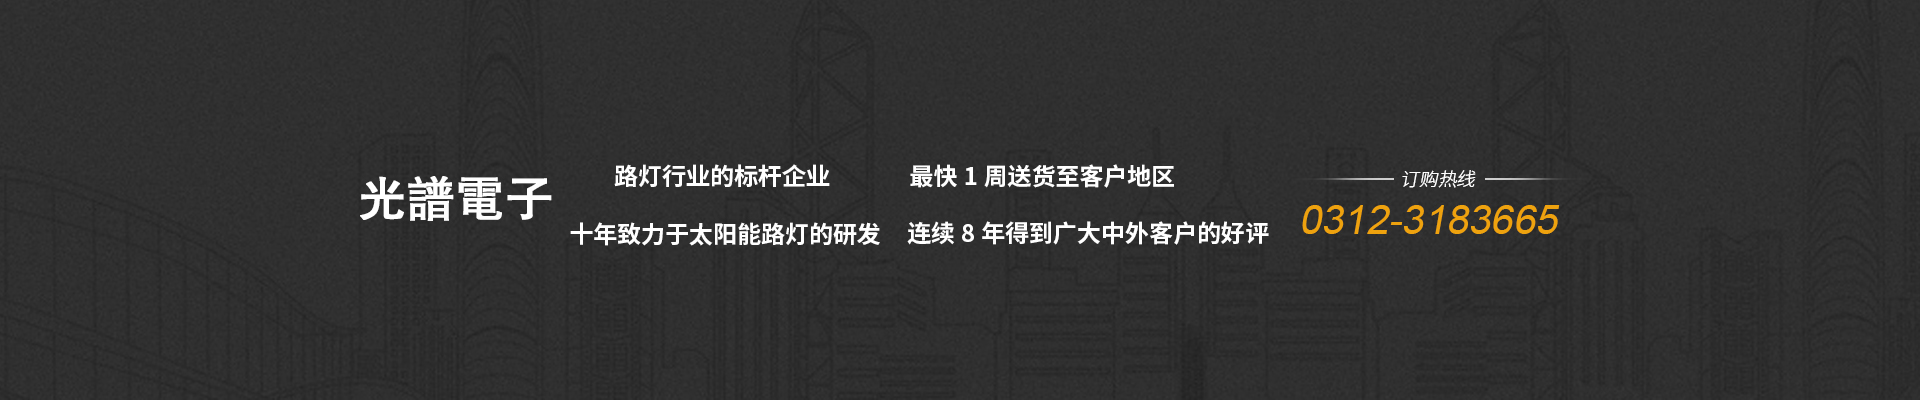 光譜電子
路灯行业的标杆企业
十年致力于太阳能路灯的研发
最快 1 周送货至客户地区
连续 8 年得到广大中外客户的好评
订购热线
0312-3183665